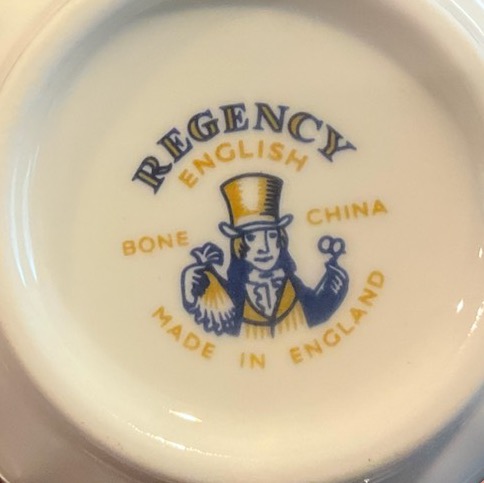 REGENCY
ENGLISH
BONE CHINA
MADE IN ENGLAND